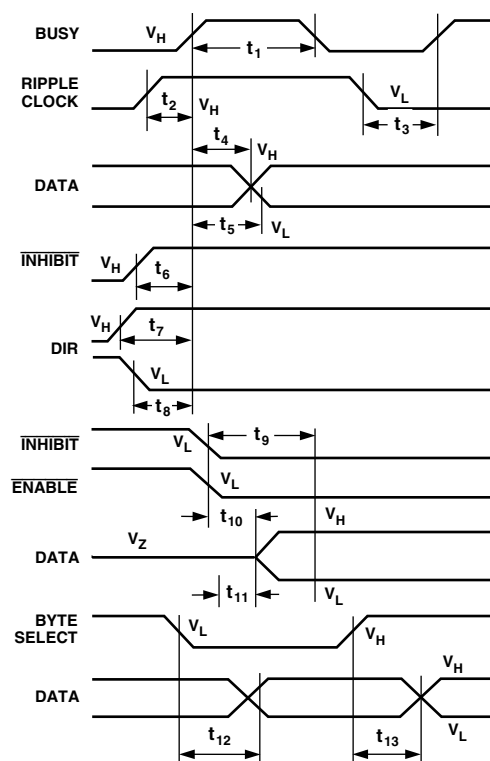 BUSY
V_H
t_1
RIPPLE
CLOCK
t_2
V_H
V_L
t_3
t_4
V_H
DATA
t_5
V_L
INHIBIT
V_H
t_6
DIR
V_H
t_7
V_L
t_8
INHIBIT
V_L
t_9
ENABLE
V_L
t_10
V_H
DATA
V_Z
t_11
V_L
BYTE
SELECT
V_L
V_H
DATA
V_H
t_12
t_13
V_L